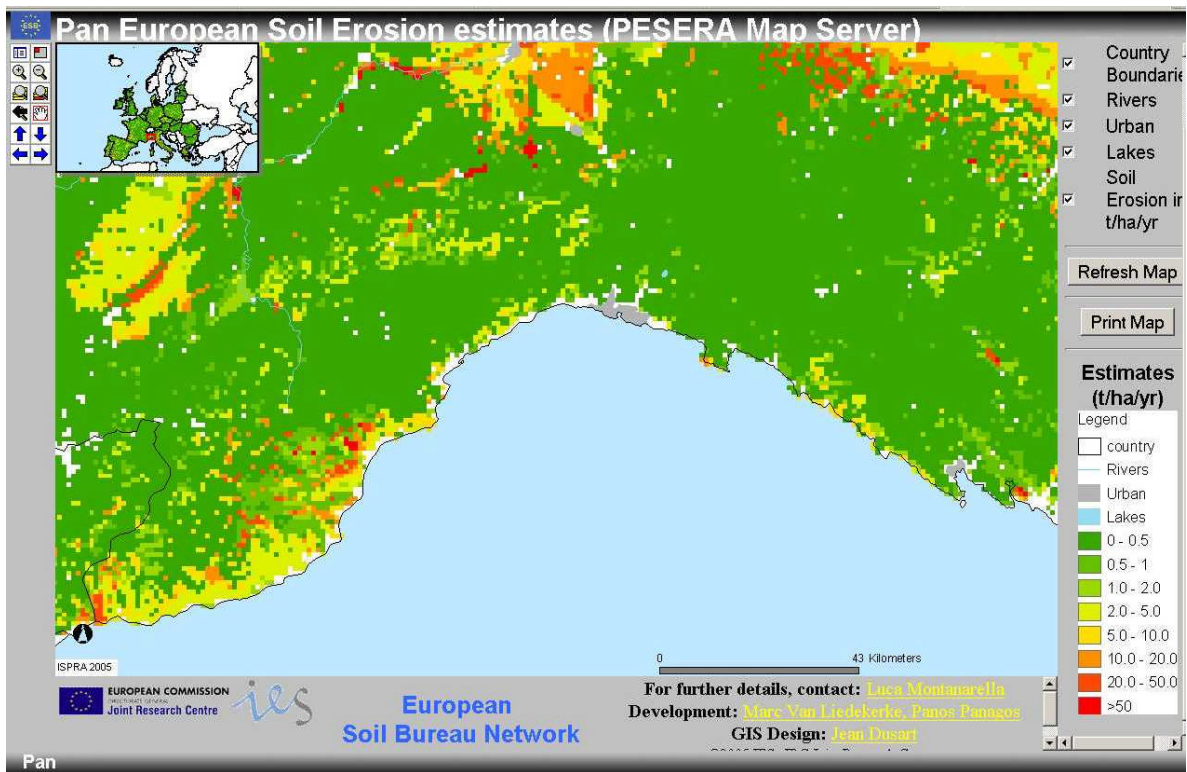 Pan European Soil Erosion estimates (PESERA Map Server)
Country
Boundarie
Rivers
Urban
Lakes
Soil
Erosion in
t/ha/yr
Refresh Map
Print Map
Estimates
(t/ha/yr)
Legend
country
Rivers
Urban
Lakes
0 - 0.5
0.5 - 1
1.0 - 2.0
2.0 - 5.0
5.0 - 10.0
10.0 - 20.0
20.0 - 50.0
>50
ISPRA 2005
0 43 Kilometers
EUROPEAN COMMISSION
DIRECTORATE GENERAL
Joint Research Centre
ies
European
Soil Bureau Network
For further details, contact: Luca Montanarella
Development: Marc Van Liedekerke, Panos Panagos
GIS Design: Jean Dusart
Pan